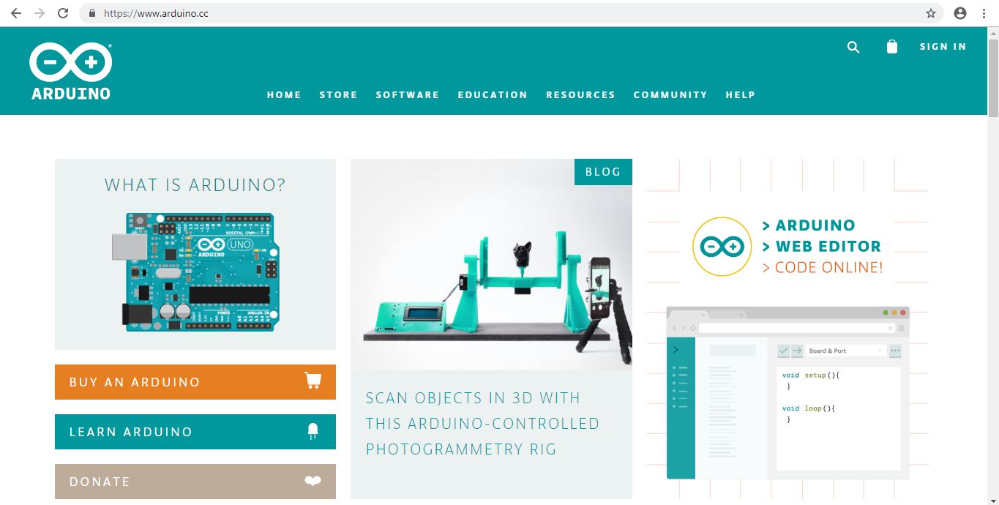 https://www.arduino.cc
SIGN IN
ARDUINO
HOME STORE SOFTWARE EDUCATION RESOURCES COMMUNITY HELP
WHAT IS ARDUINO?
DIGITAL (PWM~)
UNO
ARDUINO
POWER
ANALOG IN
BUY AN ARDUINO
LEARN ARDUINO
DONATE
BLOG
SCAN OBJECTS IN 3D WITH
THIS ARDUINO-CONTROLLED
PHOTOGRAMMETRY RIG
> ARDUINO
> WEB EDITOR
> CODE ONLINE!
Board & Port
void setup(){
}
void loop(){
}